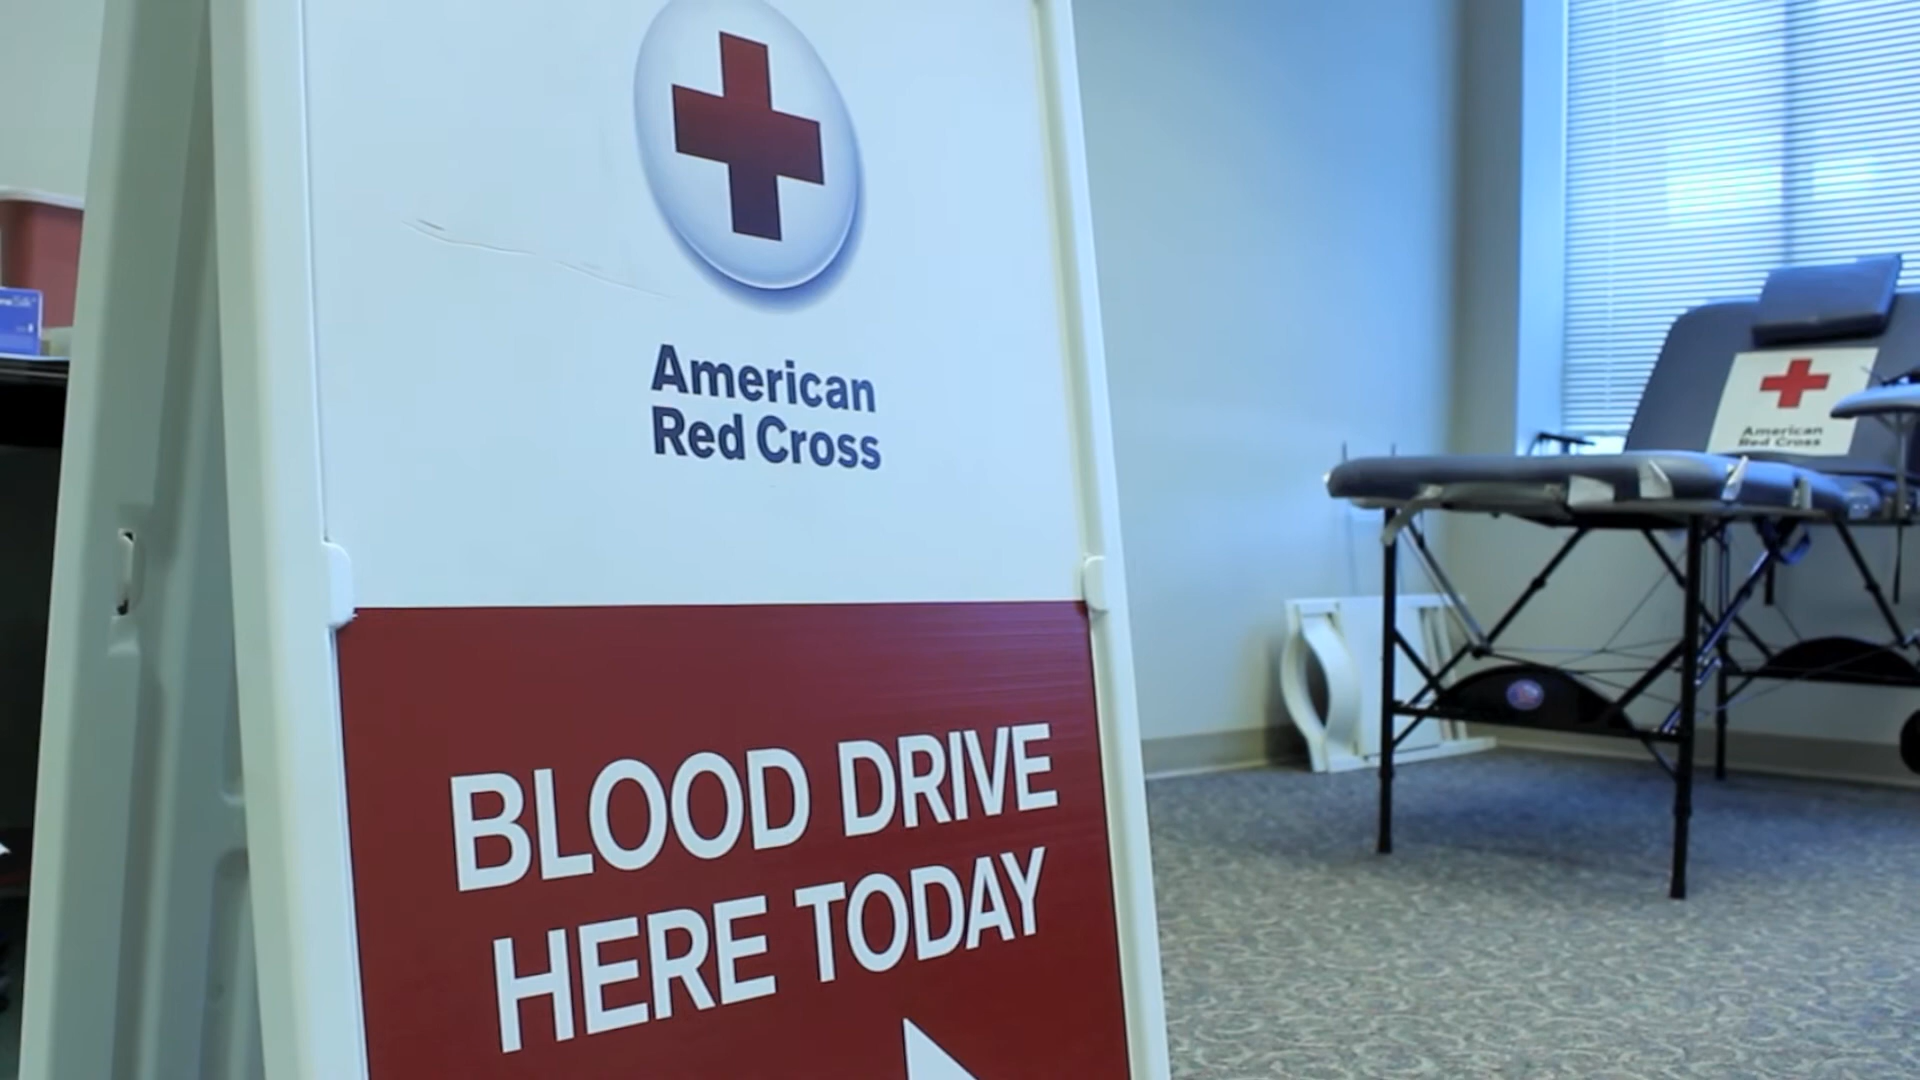 American
Red Cross
BLOOD DRIVE
HERE TODAY
American
Red Cross